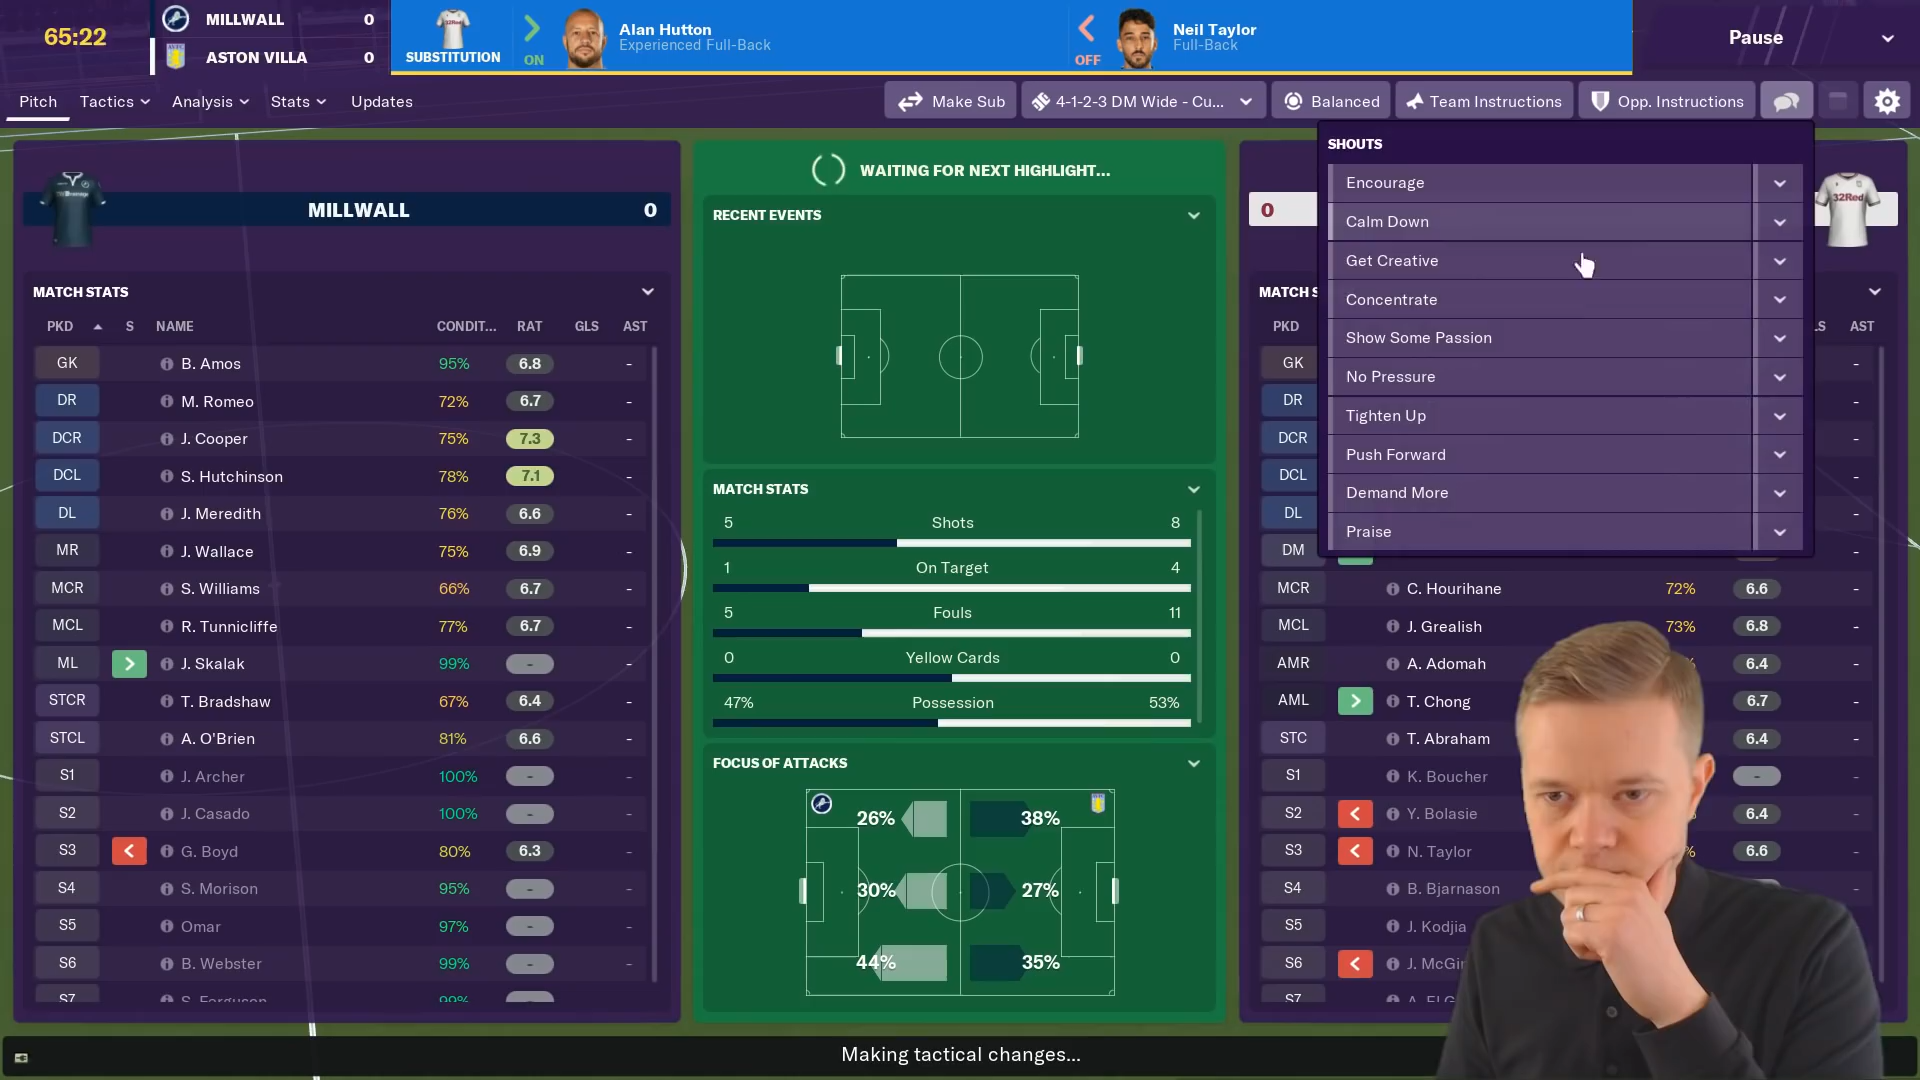 65:22
MILLWALL 0
ASTON VILLA 0
SUBSTITUTION
ON
Alan Hutton
Experienced Full-Back
OFF
Neil Taylor
Full-Back
Pause
Pitch Tactics Analysis Stats Updates
Make Sub 4-1-2-3 DM Wide - Cu... Balanced Team Instructions Opp. Instructions
MILLWALL 0
MATCH STATS
PKD S NAME CONDIT... RAT GLS AST
GK B. Amos 95% 6.8 -
DR M. Romeo 72% 6.7 -
DCR J. Cooper 75% 7.3 -
DCL S. Hutchinson 78% 7.1 -
DL J. Meredith 76% 6.6 -
MR J. Wallace 75% 6.9 -
MCR S. Williams 66% 6.7 -
MCL R. Tunnicliffe 77% 6.7 -
ML J. Skalak 99% - -
STCR T. Bradshaw 67% 6.4 -
STCL A. O'Brien 81% 6.6 -
S1 J. Archer 100% - -
S2 J. Casado 100% - -
S3 G. Boyd 80% 6.3 -
S4 S. Morison 95% - -
S5 Omar 97% - -
S6 B. Webster 99% - -
S7 S. Ferguson 99% -
WAITING FOR NEXT HIGHLIGHT...
RECENT EVENTS
MATCH STATS
5 Shots 8
1 On Target 4
5 Fouls 11
0 Yellow Cards 0
47% Possession 53%
FOCUS OF ATTACKS
26% 38%
30% 27%
44% 35%
SHOUTS
Encourage
Calm Down
Get Creative
Concentrate
Show Some Passion
No Pressure
Tighten Up
Push Forward
Demand More
Praise
0
32Red
MATCH S
PKD LS AST
GK -
DR -
DCR -
DCL -
DL -
DM -
MCR C. Hourihane 72% 6.6 -
MCL J. Grealish 73% 6.8 -
AMR A. Adomah 6.4 -
AML T. Chong 6.7 -
STC T. Abraham 6.4 -
S1 K. Boucher - -
S2 Y. Bolasie 6.4 -
S3 N. Taylor % 6.6 -
S4 B. Bjarnason -
S5 J. Kodjia
S6 J. McGi
S7
Making tactical changes...